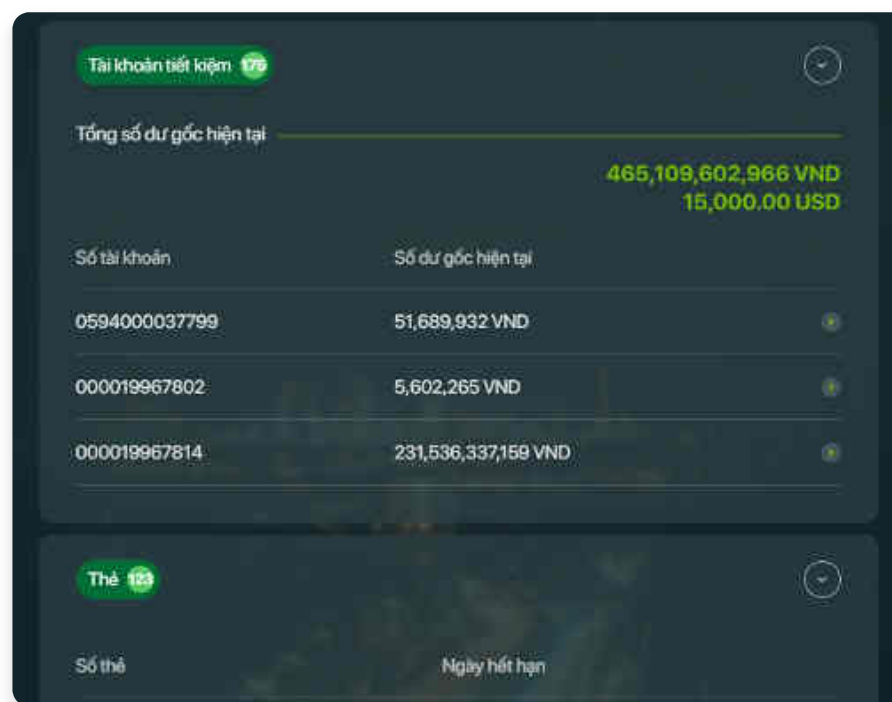 Tài khoản tiết kiệm 175
Tổng số dư gốc hiện tại
465,109,602,966 VND
15,000.00 USD
Số tài khoản Số dư gốc hiện tại
0594000037799 51,689,932 VND
000019967802 5,602,265 VND
000019967814 231,536,337,159 VND
Thẻ 123
Số thẻ Ngày hết hạn